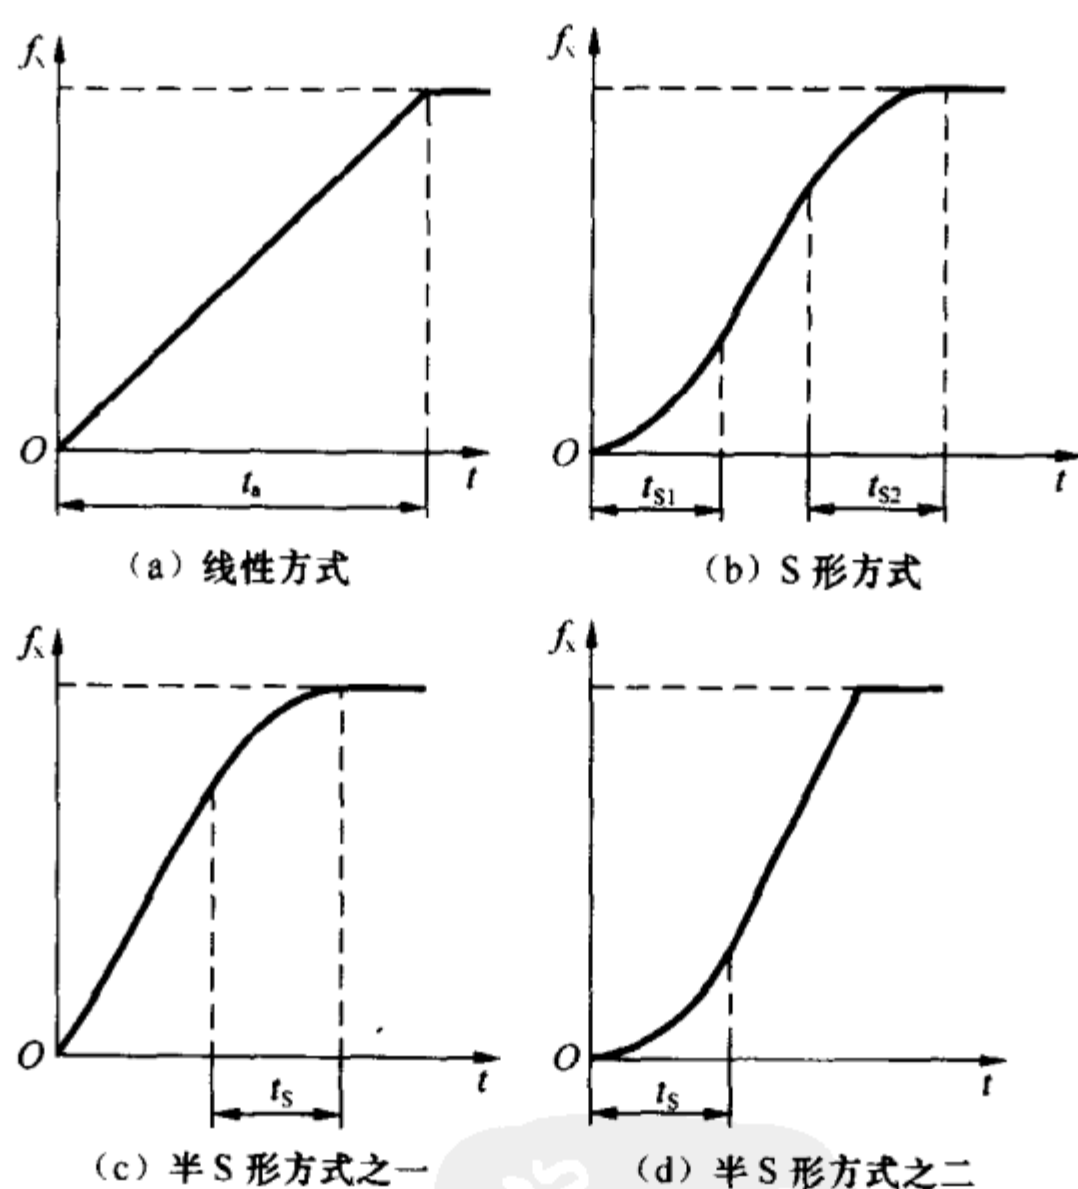 fx fx
O t O t
ta tS1 tS2
(a) 线性方式 (b) S 形方式
fx fx
O t O t
tS tS
(c) 半 S 形方式之一 (d) 半 S 形方式之二